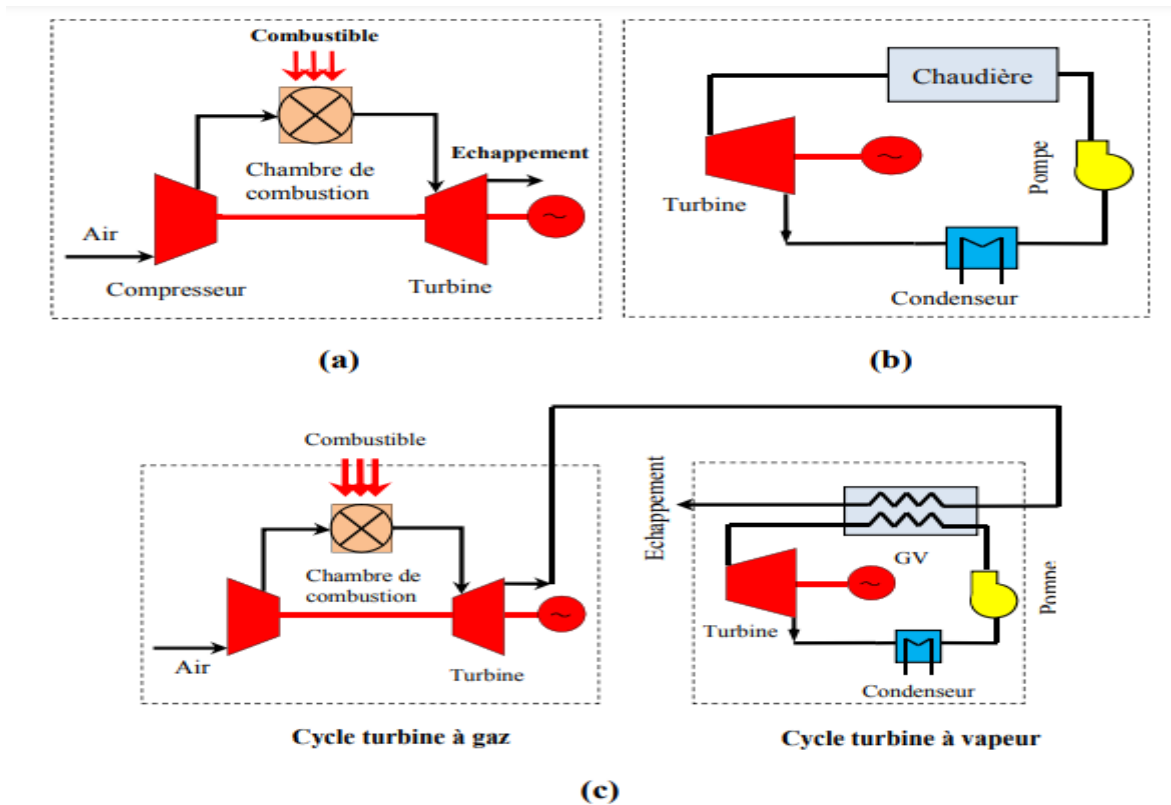 Combustible
Chambre de
combustion
Echappement
Air
Compresseur
Turbine
~
(a)
Chaudière
Pompe
Turbine
~
Condenseur
(b)
Combustible
Chambre de
combustion
Air
Turbine
~
Cycle turbine à gaz
Echappement
GV
Pompe
Turbine
~
Condenseur
Cycle turbine à vapeur
(c)